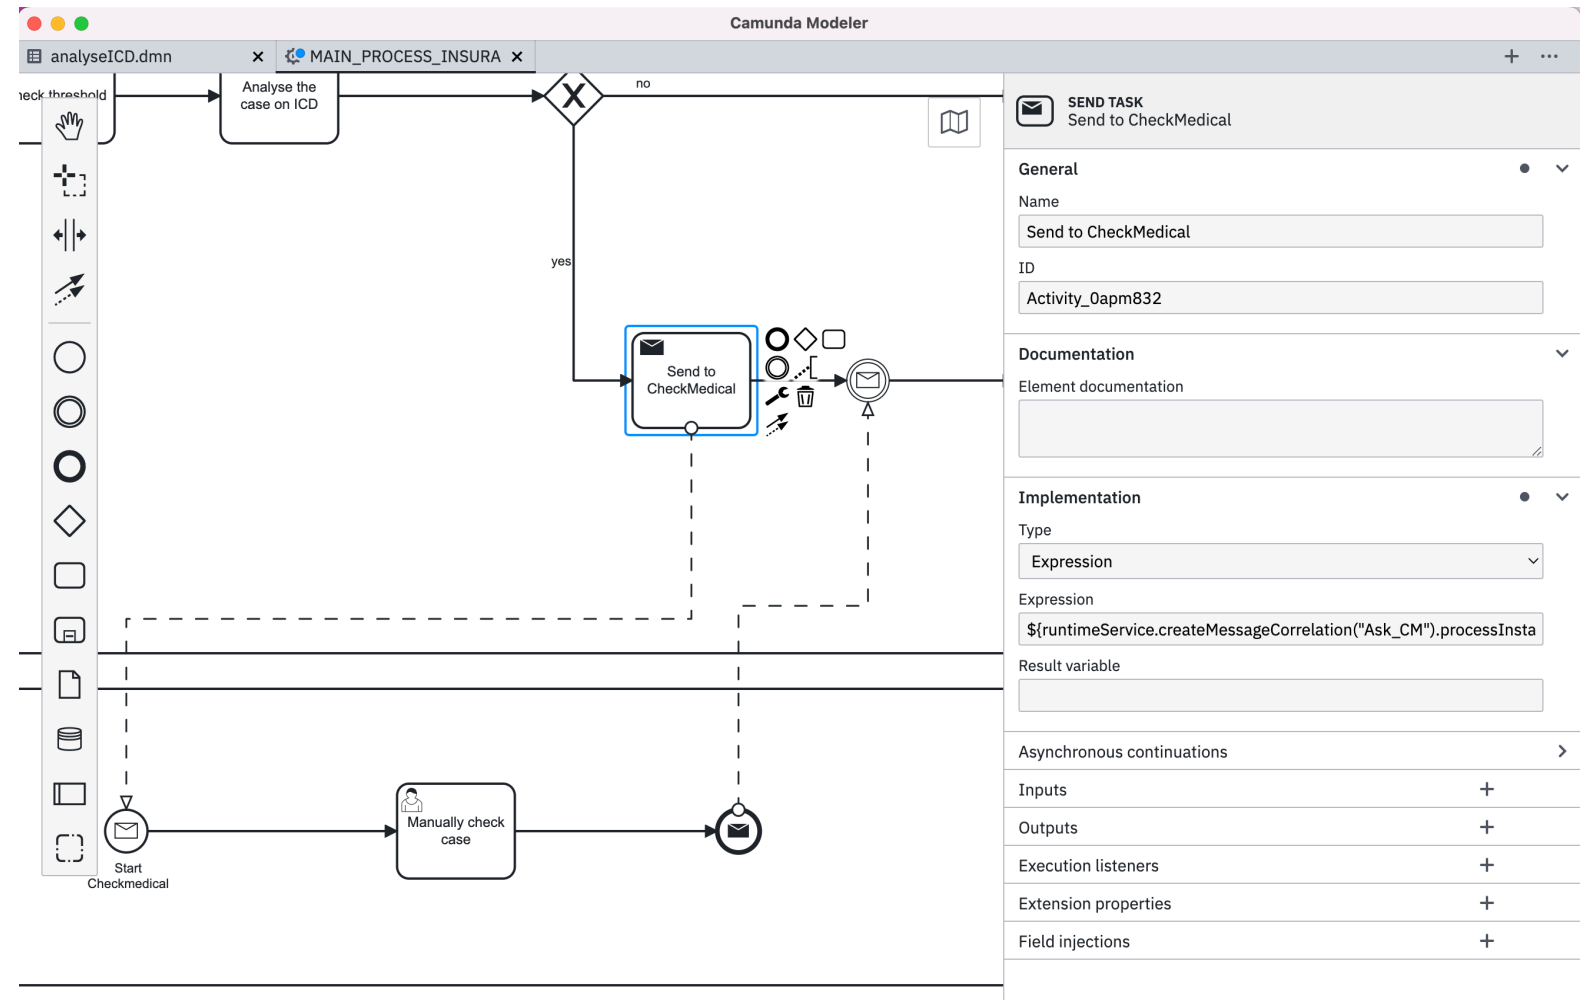 Camunda Modeler
analyseICD.dmn
MAIN_PROCESS_INSURA
threshold
Analyse the
case on ICD
no
yes
Send to
CheckMedical
Manually check
case
Start
Checkmedical
SEND TASK
Send to CheckMedical
General
Name
Send to CheckMedical
ID
Activity_0apm832
Documentation
Element documentation
Implementation
Type
Expression
Expression
${runtimeService.createMessageCorrelation("Ask_CM").processInsta
Result variable
Asynchronous continuations
Inputs
Outputs
Execution listeners
Extension properties
Field injections